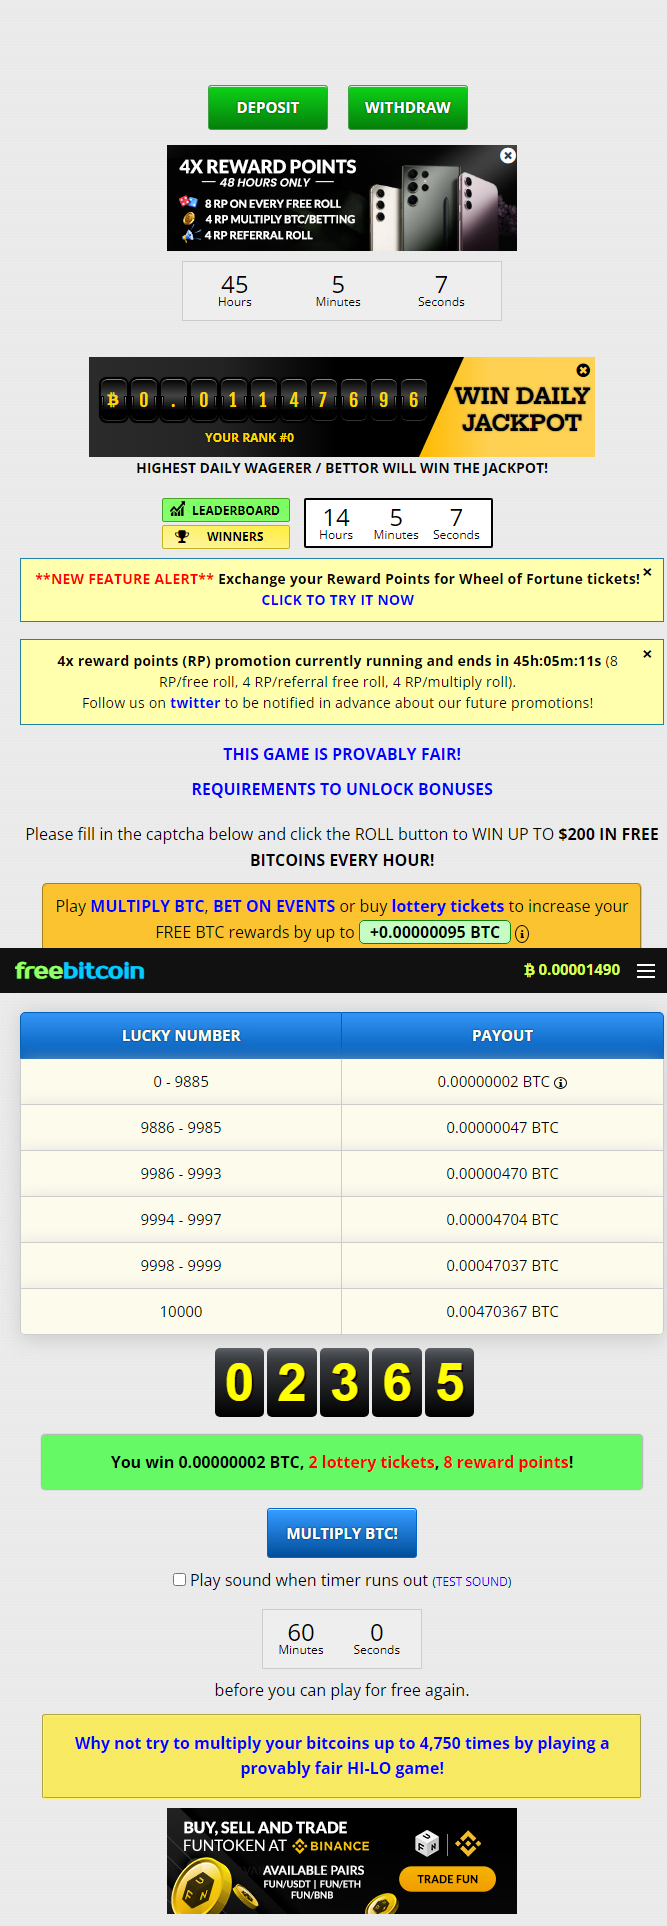 DEPOSIT WITHDRAW
4X REWARD POINTS
— 48 HOURS ONLY —
8 RP ON EVERY FREE ROLL
4 RP MULTIPLY BTC/BETTING
4 RP REFERRAL ROLL
45 5 7
Hours Minutes Seconds
₿0.01147696
YOUR RANK #0
WIN DAILY
JACKPOT
HIGHEST DAILY WAGERER / BETTOR WILL WIN THE JACKPOT!
LEADERBOARD
WINNERS
14 5 7
Hours Minutes Seconds
**NEW FEATURE ALERT** Exchange your Reward Points for Wheel of Fortune tickets! ×
CLICK TO TRY IT NOW
4x reward points (RP) promotion currently running and ends in 45h:05m:11s (8 ×
RP/free roll, 4 RP/referral free roll, 4 RP/multiply roll).
Follow us on twitter to be notified in advance about our future promotions!
THIS GAME IS PROVABLY FAIR!
REQUIREMENTS TO UNLOCK BONUSES
Please fill in the captcha below and click the ROLL button to WIN UP TO $200 IN FREE
BITCOINS EVERY HOUR!
Play MULTIPLY BTC, BET ON EVENTS or buy lottery tickets to increase your
FREE BTC rewards by up to +0.00000095 BTC
freebitcoin ₿ 0.00001490
LUCKY NUMBER PAYOUT
0 - 9885 0.00000002 BTC
9886 - 9985 0.00000047 BTC
9986 - 9993 0.00000470 BTC
9994 - 9997 0.00004704 BTC
9998 - 9999 0.00047037 BTC
10000 0.00470367 BTC
02365
You win 0.00000002 BTC, 2 lottery tickets, 8 reward points!
MULTIPLY BTC!
Play sound when timer runs out (TEST SOUND)
60 0
Minutes Seconds
before you can play for free again.
Why not try to multiply your bitcoins up to 4,750 times by playing a
provably fair HI-LO game!
BUY, SELL AND TRADE
FUNTOKEN AT BINANCE
AVAILABLE PAIRS
FUN/USDT | FUN/ETH
FUN/BNB
TRADE FUN